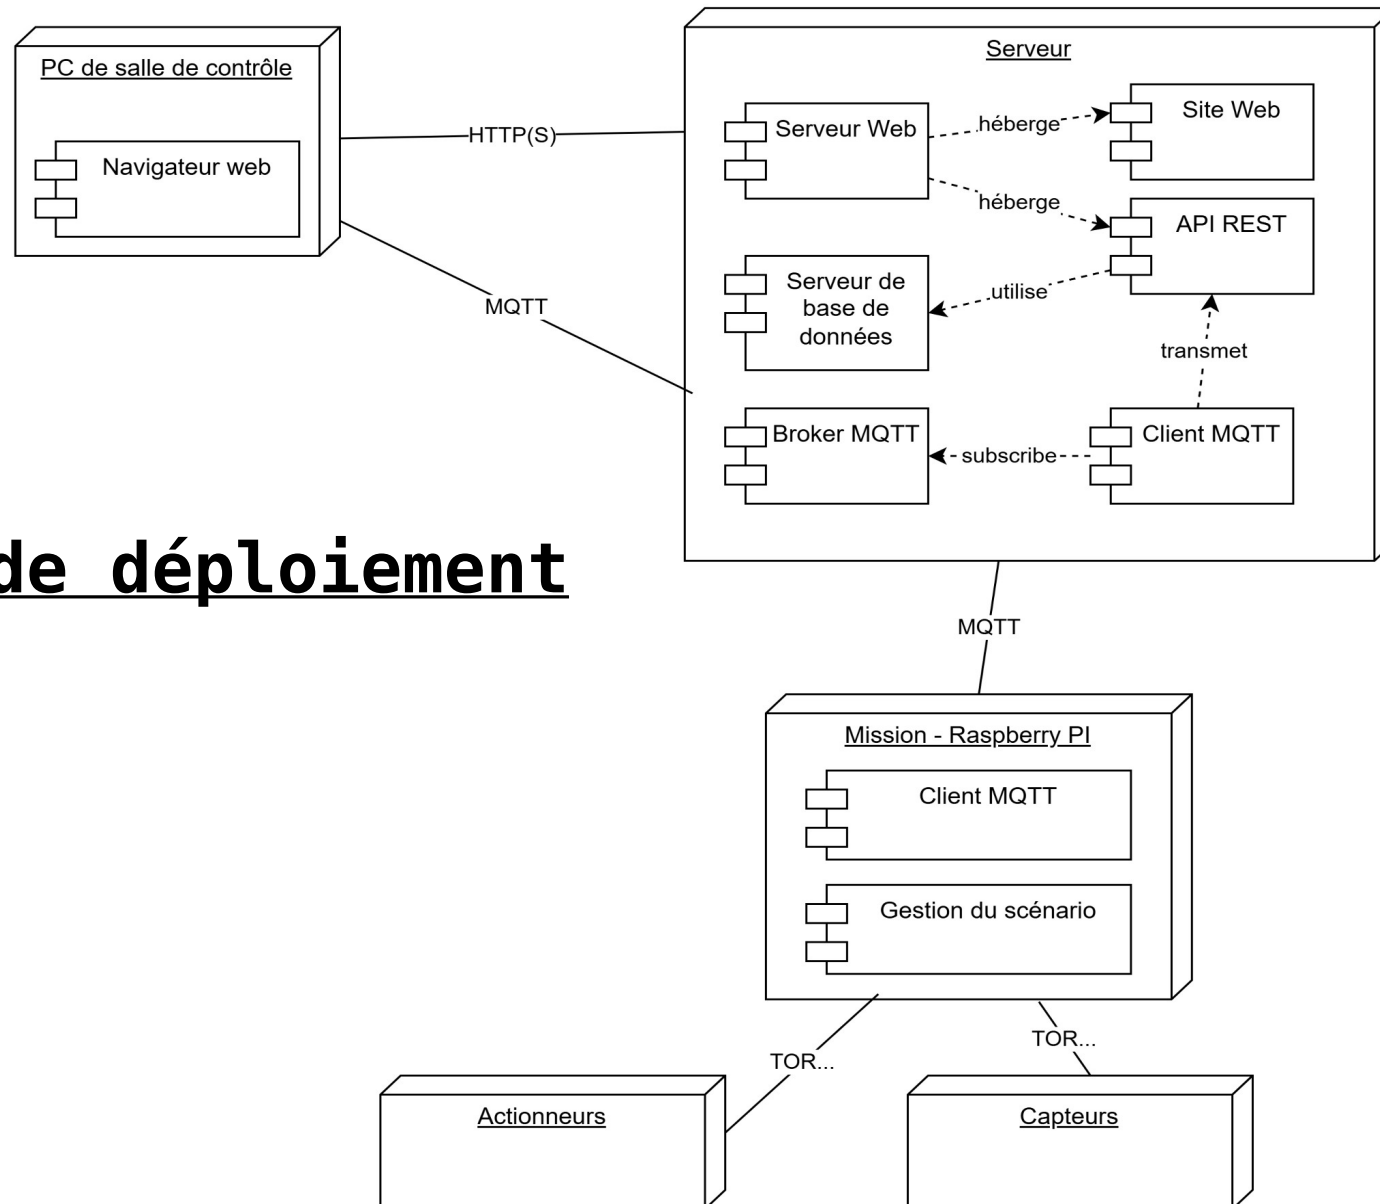 PC de salle de contrôle
Navigateur web
HTTP(S)
MQTT
Serveur
Serveur Web
héberge
Site Web
héberge
API REST
utilise
Serveur de
base de
données
transmet
Broker MQTT
subscribe
Client MQTT
de déploiement
MQTT
Mission - Raspberry PI
Client MQTT
Gestion du scénario
TOR...
TOR...
Actionneurs
Capteurs